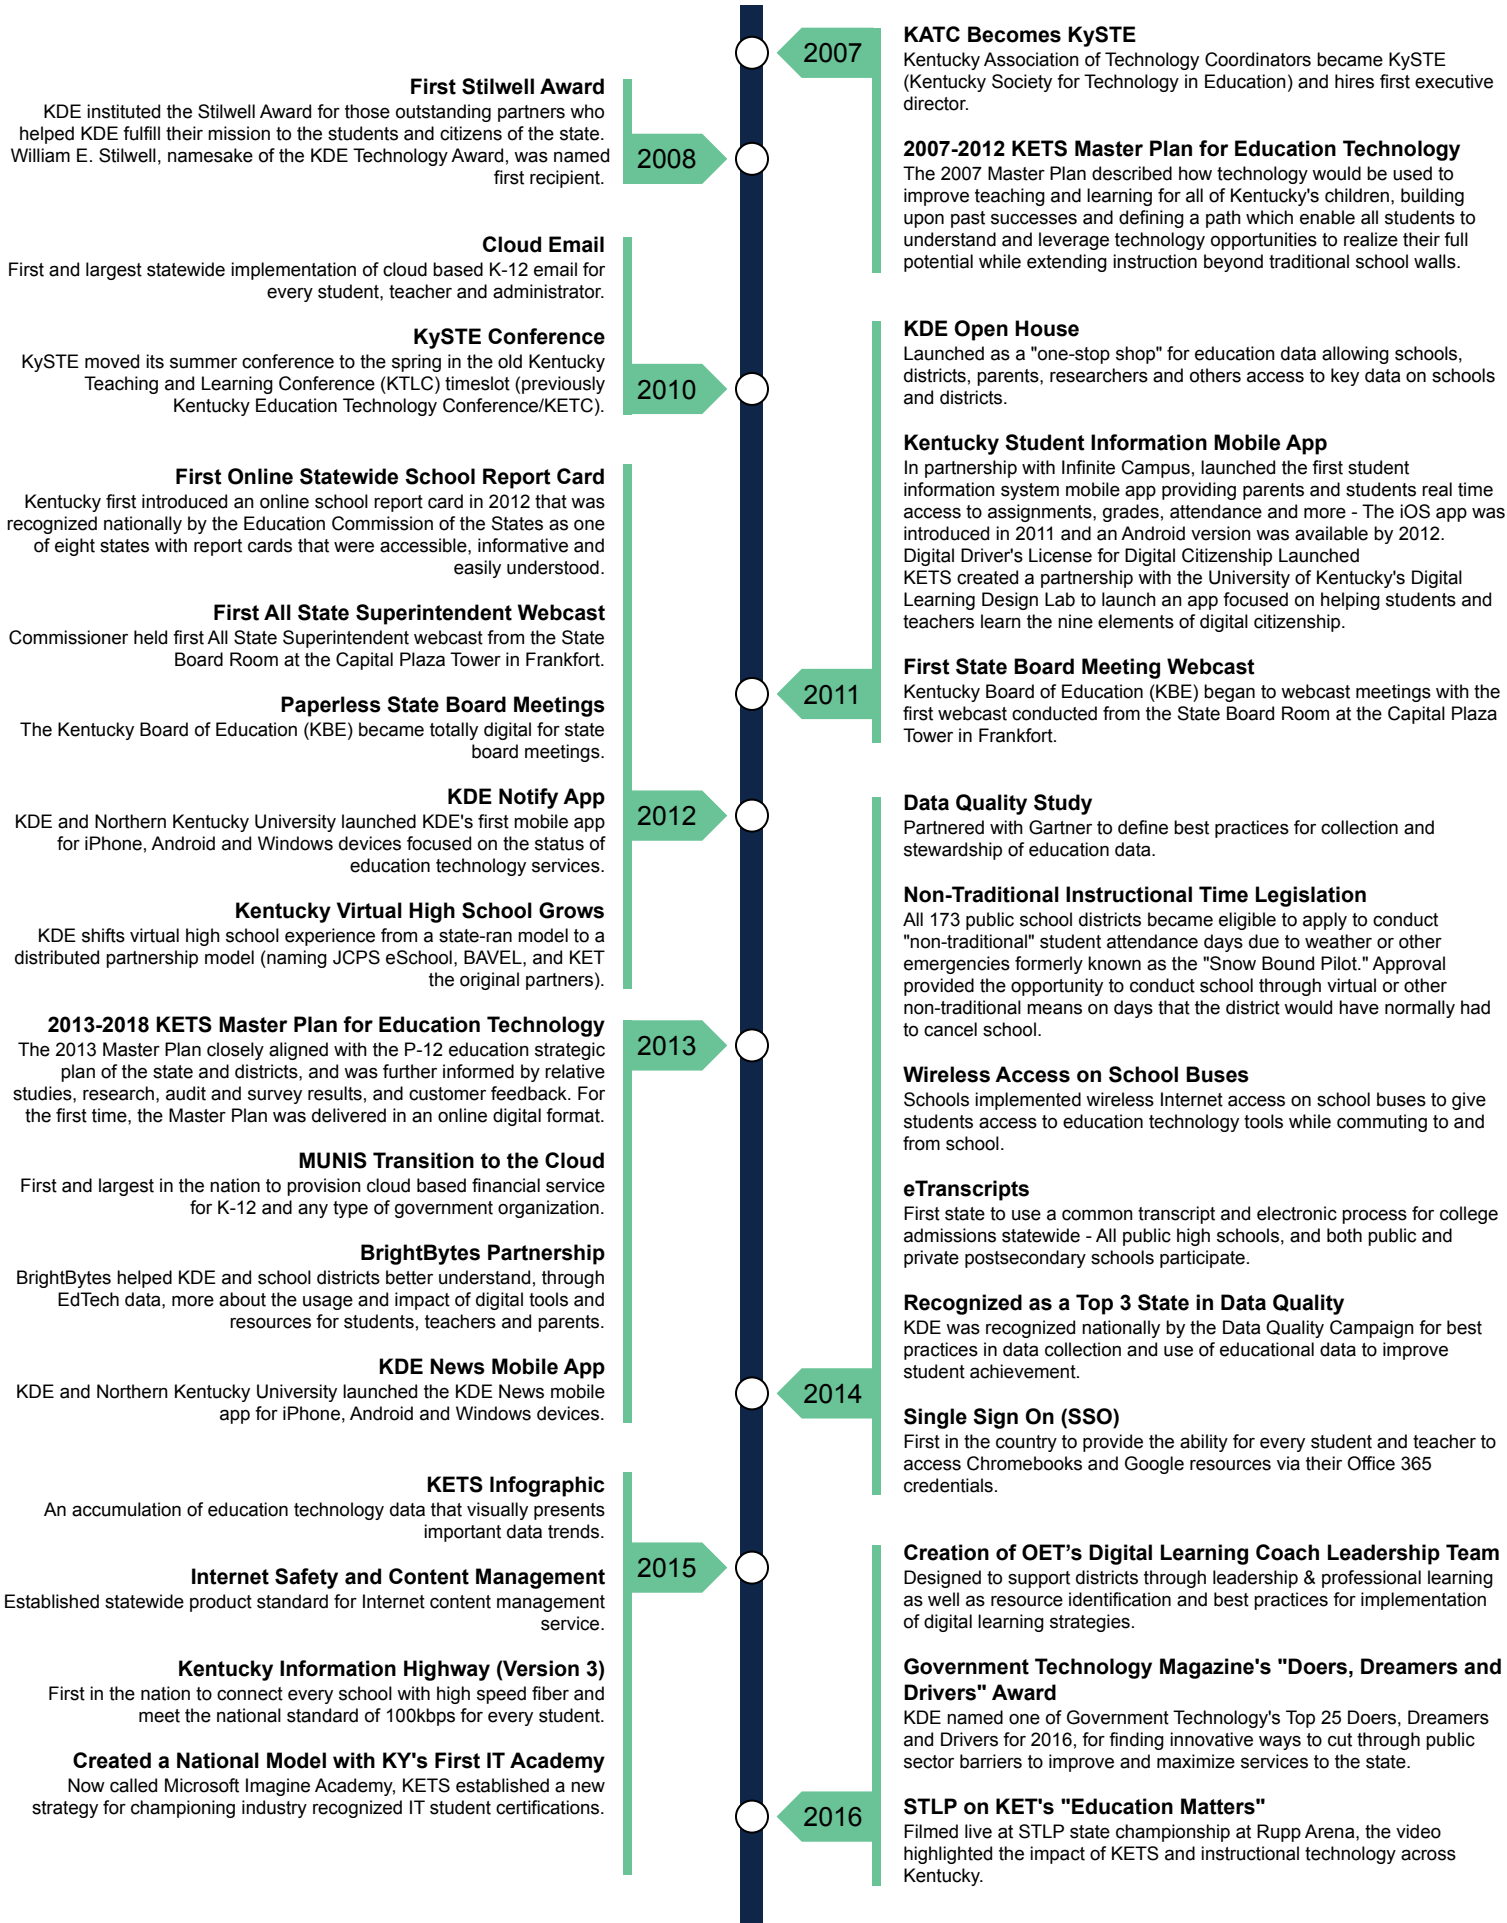 2007
KATC Becomes KySTE
Kentucky Association of Technology Coordinators became KySTE
(Kentucky Society for Technology in Education) and hires first executive
director.
2007-2012 KETS Master Plan for Education Technology
The 2007 Master Plan described how technology would be used to
improve teaching and learning for all of Kentucky's children, building
upon past successes and defining a path which enable all students to
understand and leverage technology opportunities to realize their full
potential while extending instruction beyond traditional school walls.
First Stilwell Award
KDE instituted the Stilwell Award for those outstanding partners who
helped KDE fulfill their mission to the students and citizens of the state.
William E. Stilwell, namesake of the KDE Technology Award, was named
first recipient.
2008
Cloud Email
First and largest statewide implementation of cloud based K-12 email for
every student, teacher and administrator.
KySTE Conference
KySTE moved its summer conference to the spring in the old Kentucky
Teaching and Learning Conference (KTLC) timeslot (previously
Kentucky Education Technology Conference/KETC).
2010
KDE Open House
Launched as a "one-stop shop" for education data allowing schools,
districts, parents, researchers and others access to key data on schools
and districts.
Kentucky Student Information Mobile App
In partnership with Infinite Campus, launched the first student
information system mobile app providing parents and students real time
access to assignments, grades, attendance and more - The iOS app was
introduced in 2011 and an Android version was available by 2012.
Digital Driver's License for Digital Citizenship Launched
KETS created a partnership with the University of Kentucky's Digital
Learning Design Lab to launch an app focused on helping students and
teachers learn the nine elements of digital citizenship.
First State Board Meeting Webcast
Kentucky Board of Education (KBE) began to webcast meetings with the
first webcast conducted from the State Board Room at the Capital Plaza
Tower in Frankfort.
2011
First Online Statewide School Report Card
Kentucky first introduced an online school report card in 2012 that was
recognized nationally by the Education Commission of the States as one
of eight states with report cards that were accessible, informative and
easily understood.
First All State Superintendent Webcast
Commissioner held first All State Superintendent webcast from the State
Board Room at the Capital Plaza Tower in Frankfort.
Paperless State Board Meetings
The Kentucky Board of Education (KBE) became totally digital for state
board meetings.
KDE Notify App
KDE and Northern Kentucky University launched KDE's first mobile app
for iPhone, Android and Windows devices focused on the status of
education technology services.
Kentucky Virtual High School Grows
KDE shifts virtual high school experience from a state-ran model to a
distributed partnership model (naming JCPS eSchool, BAVEL, and KET
the original partners).
2012
2013-2018 KETS Master Plan for Education Technology
The 2013 Master Plan closely aligned with the P-12 education strategic
plan of the state and districts, and was further informed by relative
studies, research, audit and survey results, and customer feedback. For
the first time, the Master Plan was delivered in an online digital format.
MUNIS Transition to the Cloud
First and largest in the nation to provision cloud based financial service
for K-12 and any type of government organization.
BrightBytes Partnership
BrightBytes helped KDE and school districts better understand, through
EdTech data, more about the usage and impact of digital tools and
resources for students, teachers and parents.
KDE News Mobile App
KDE and Northern Kentucky University launched the KDE News mobile
app for iPhone, Android and Windows devices.
2013
Data Quality Study
Partnered with Gartner to define best practices for collection and
stewardship of education data.
Non-Traditional Instructional Time Legislation
All 173 public school districts became eligible to apply to conduct
"non-traditional" student attendance days due to weather or other
emergencies formerly known as the "Snow Bound Pilot." Approval
provided the opportunity to conduct school through virtual or other
non-traditional means on days that the district would have normally had
to cancel school.
Wireless Access on School Buses
Schools implemented wireless Internet access on school buses to give
students access to education technology tools while commuting to and
from school.
eTranscripts
First state to use a common transcript and electronic process for college
admissions statewide - All public high schools, and both public and
private postsecondary schools participate.
Recognized as a Top 3 State in Data Quality
KDE was recognized nationally by the Data Quality Campaign for best
practices in data collection and use of educational data to improve
student achievement.
Single Sign On (SSO)
First in the country to provide the ability for every student and teacher to
access Chromebooks and Google resources via their Office 365
credentials.
2014
KETS Infographic
An accumulation of education technology data that visually presents
important data trends.
Internet Safety and Content Management
Established statewide product standard for Internet content management
service.
Kentucky Information Highway (Version 3)
First in the nation to connect every school with high speed fiber and
meet the national standard of 100kbps for every student.
Created a National Model with KY's First IT Academy
Now called Microsoft Imagine Academy, KETS established a new
strategy for championing industry recognized IT student certifications.
2015
Creation of OET’s Digital Learning Coach Leadership Team
Designed to support districts through leadership & professional learning
as well as resource identification and best practices for implementation
of digital learning strategies.
Government Technology Magazine's "Doers, Dreamers and
Drivers" Award
KDE named one of Government Technology's Top 25 Doers, Dreamers
and Drivers for 2016, for finding innovative ways to cut through public
sector barriers to improve and maximize services to the state.
STLP on KET's "Education Matters"
Filmed live at STLP state championship at Rupp Arena, the video
highlighted the impact of KETS and instructional technology across
Kentucky.
2016